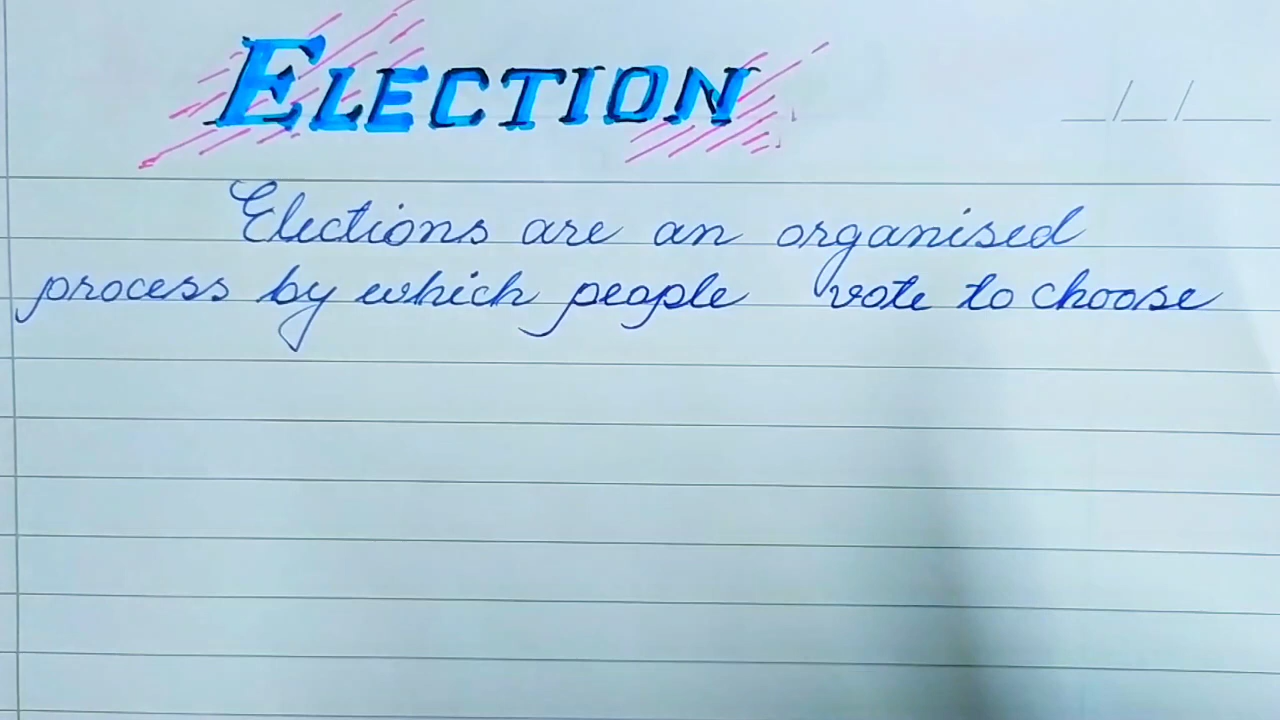 ELECTION
Elections are an organised
process by which people vote to choose